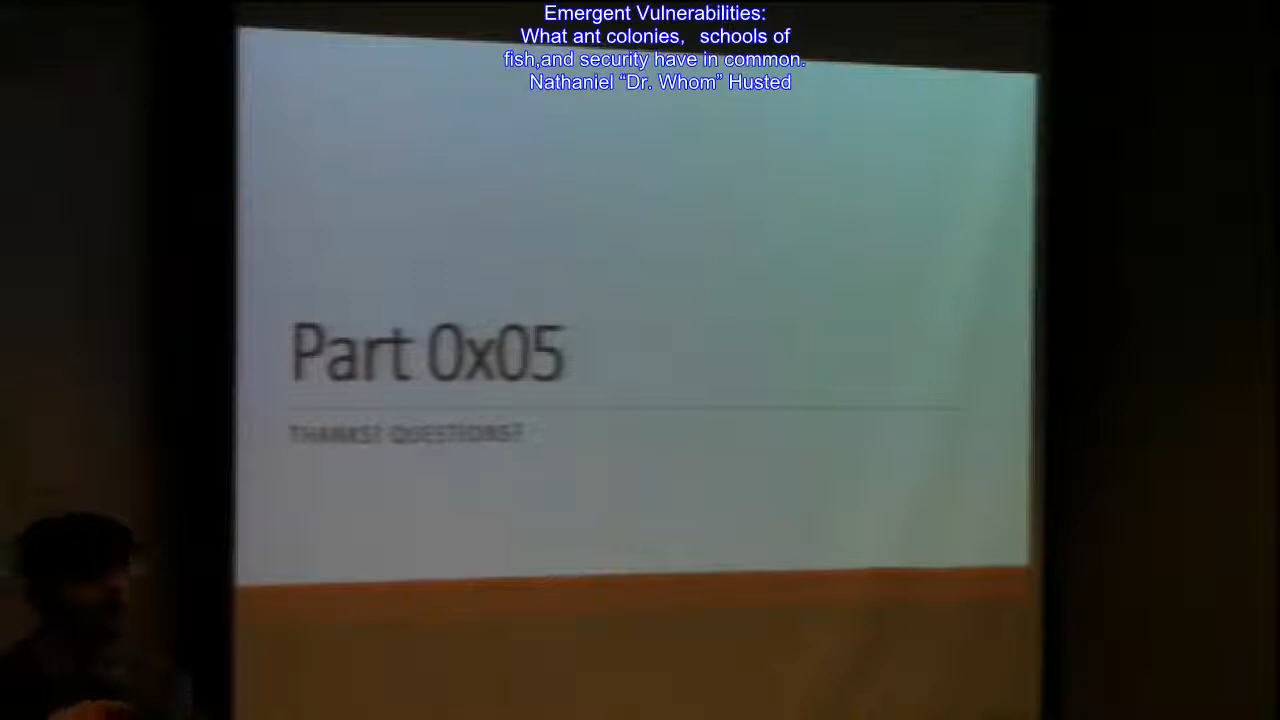 Emergent Vulnerabilities:
What ant colonies, schools of
fish,and security have in common.
Nathaniel “Dr. Whom” Husted
Part 0x05
THANKS? QUESTIONS?